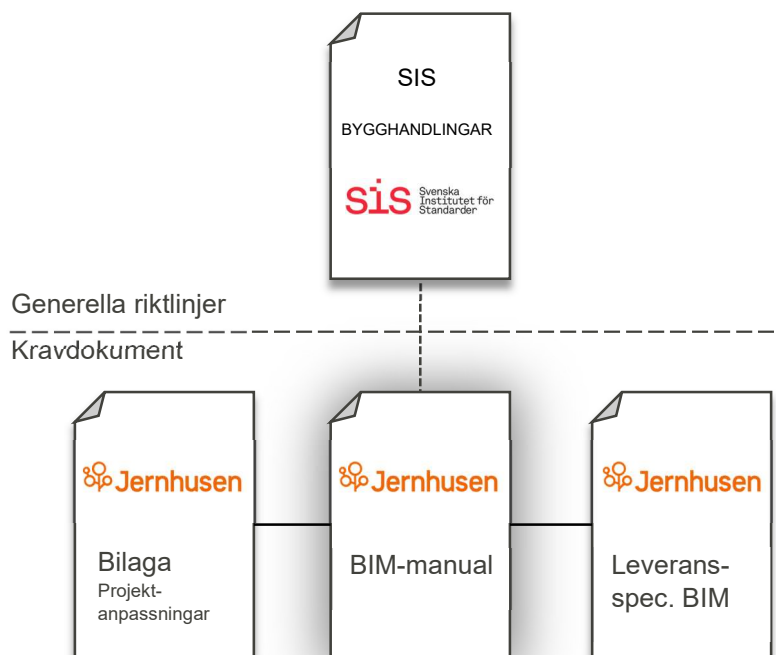 SIS
BYGGHANDLINGAR
sis Svenska
Institutet för
Standarder
Generella riktlinjer
Kravdokument
Jernhusen
Bilaga
Projekt-
anpassningar
Jernhusen
BIM-manual
Jernhusen
Leverans-
spec. BIM